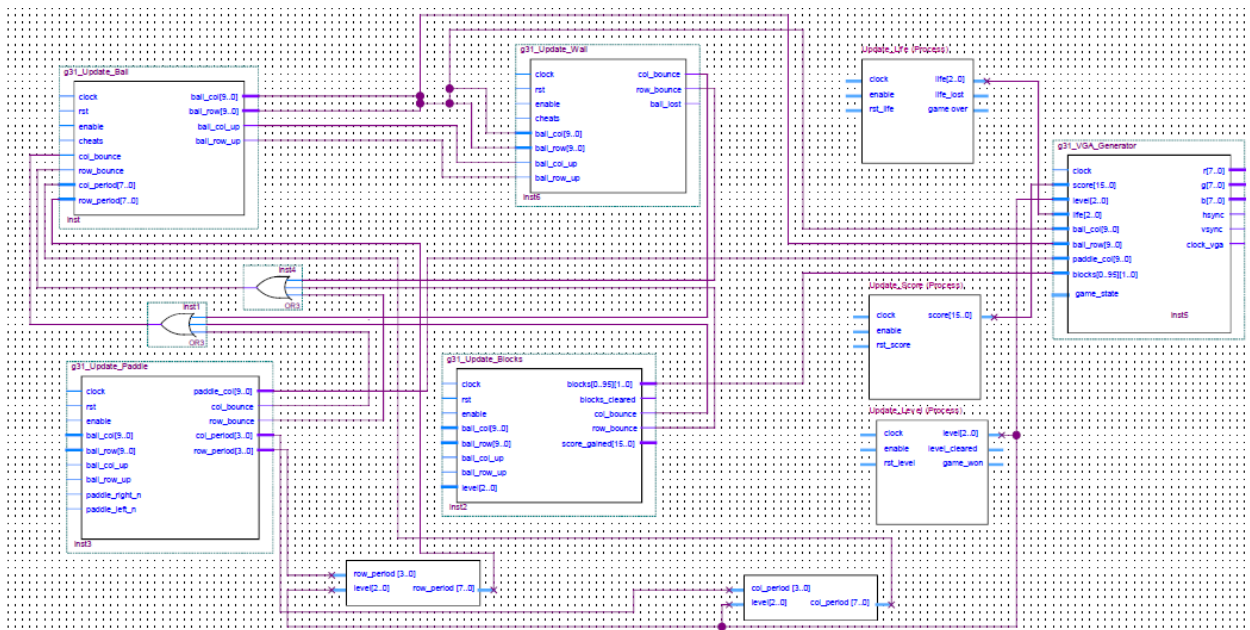 g31_Update_Ball
clock
rst
enable
cheats
col_bounce
row_bounce
col_period[7..0]
row_period[7..0]
ball_col[9..0]
ball_row[9..0]
ball_col_up
ball_row_up
inst
g31_Update_Wall
clock
rst
enable
cheats
ball_col[9..0]
ball_row[9..0]
ball_col_up
ball_row_up
col_bounce
row_bounce
ball_lost
inst6
Update_Life (Process)
clock
enable
rst_life
life[2..0]
life_lost
game over
g31_VGA_Generator
clock
score[15..0]
level[2..0]
life[2..0]
ball_col[9..0]
ball_row[9..0]
paddle_col[9..0]
blocks[0..95][1..0]
game_state
r[7..0]
g[7..0]
b[7..0]
hsync
vsync
clock_vga
inst5
inst4
OR3
inst1
OR3
Update_Score (Process)
clock
enable
rst_score
score[15..0]
g31_Update_Paddle
clock
rst
enable
ball_col[9..0]
ball_row[9..0]
ball_col_up
ball_row_up
paddle_right_n
paddle_left_n
paddle_col[9..0]
col_bounce
row_bounce
col_period[3..0]
row_period[3..0]
inst3
g31_Update_Blocks
clock
rst
enable
ball_col[9..0]
ball_row[9..0]
ball_col_up
ball_row_up
level[2..0]
blocks[0..95][1..0]
blocks_cleared
col_bounce
row_bounce
score_gained[15..0]
inst2
Update_Level (Process)
clock
enable
rst_level
level[2..0]
level_cleared
game_won
row_period [3..0]
level[2..0]
row_period [7..0]
col_period [3..0]
level[2..0]
col_period [7..0]